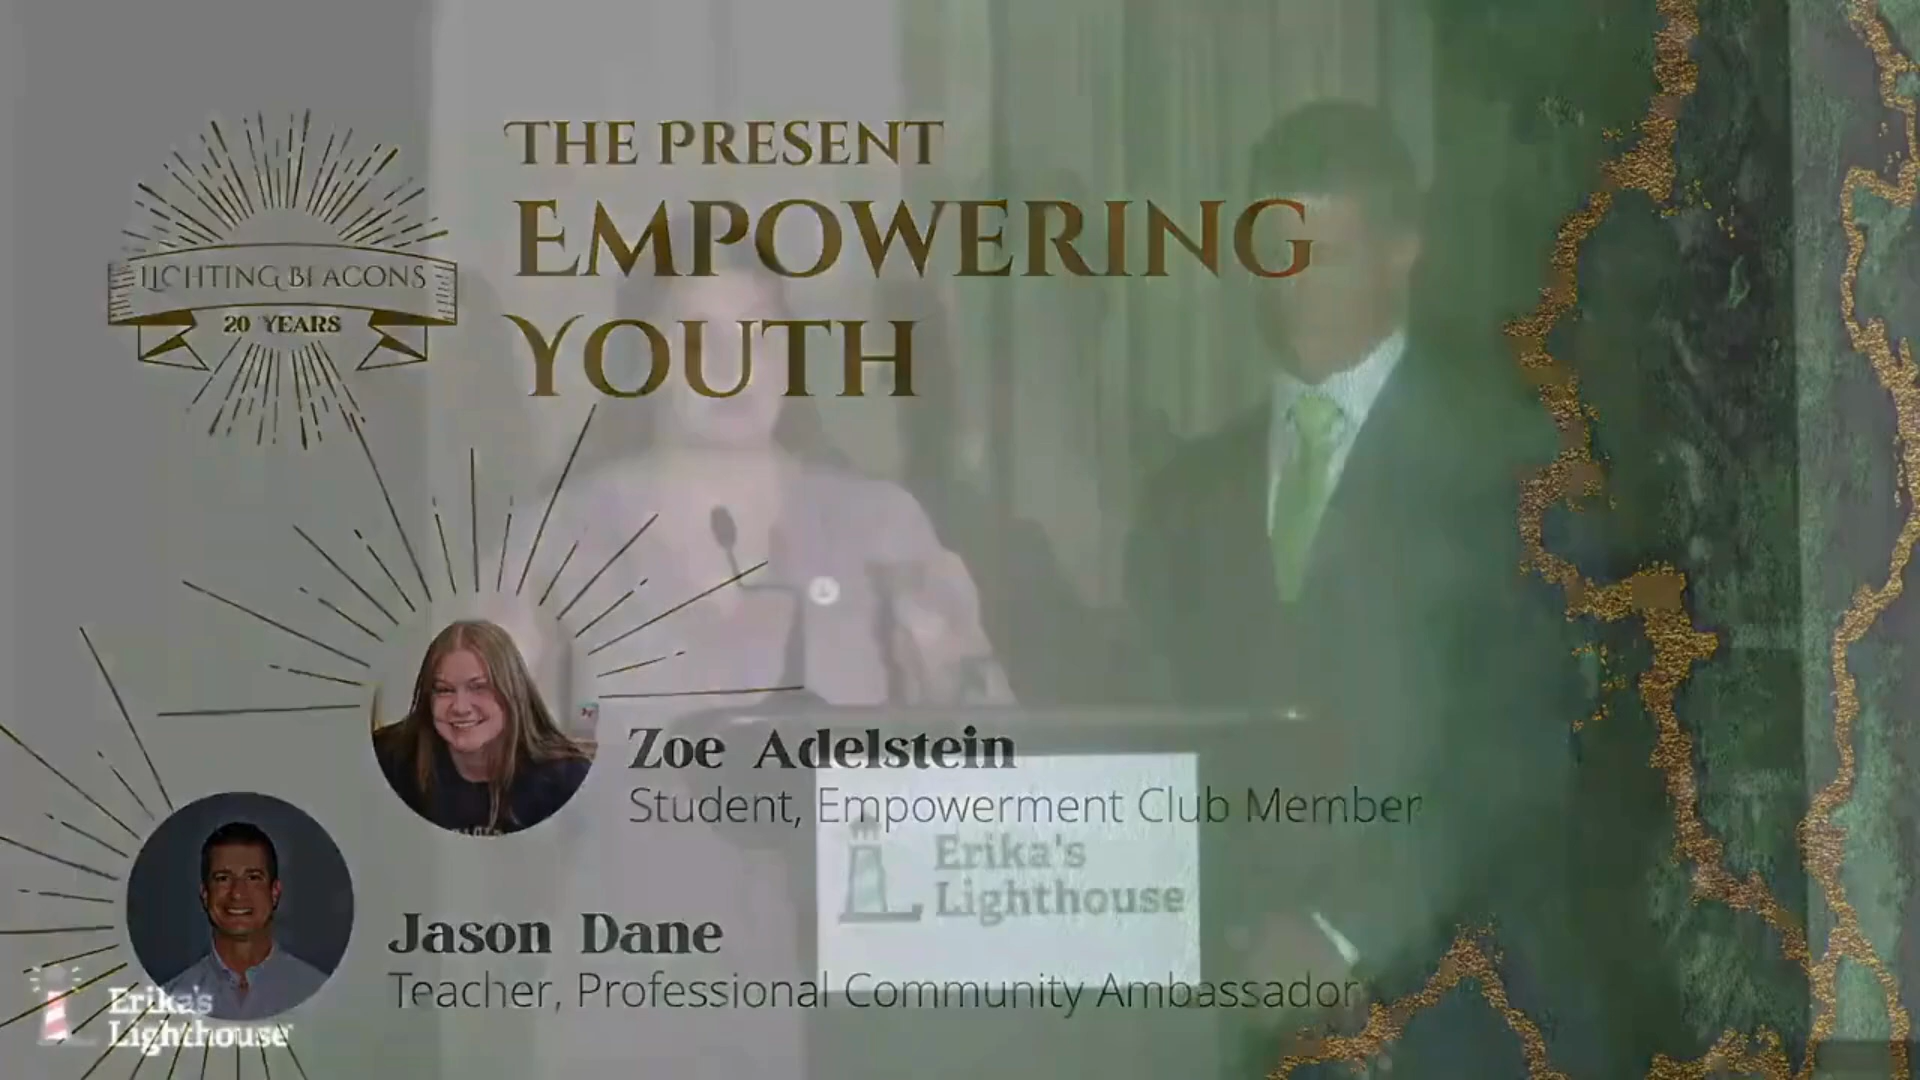 THE PRESENT
EMPOWERING
YOUTH
LIGHTING BEACONS
20 YEARS
Zoe Adelstein
Student, Empowerment Club Member
Erika's
Lighthouse
Jason Dane
Teacher, Professional Community Ambassador
Erika's
Lighthouse